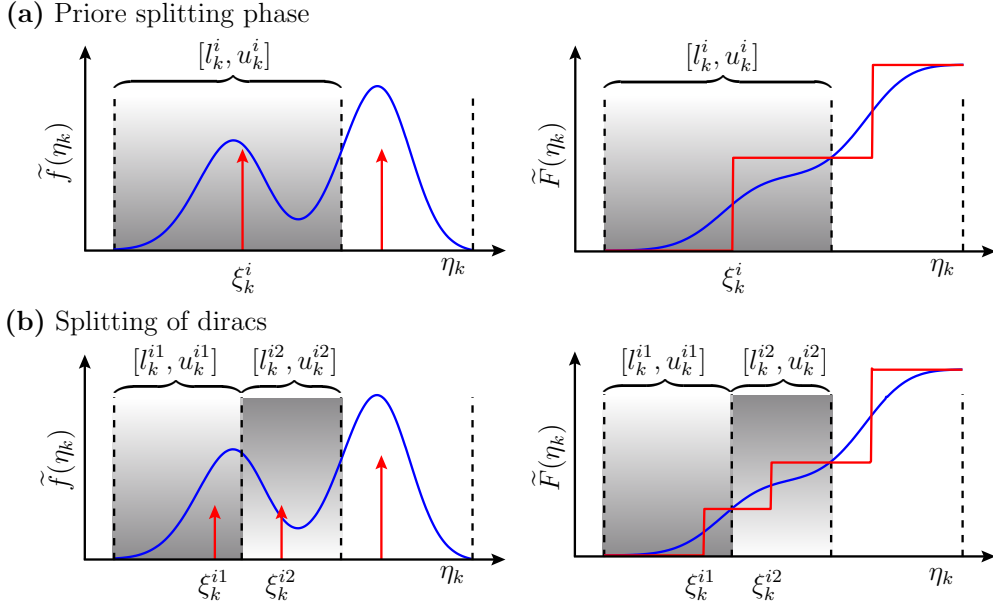 (a) Priore splitting phase
[l_k^i, u_k^i]
[l_k^i, u_k^i]
f̃(η_k)
F̃(η_k)
ξ_k^i
η_k
ξ_k^i
η_k
(b) Splitting of diracs
[l_k^{i1}, u_k^{i1}] [l_k^{i2}, u_k^{i2}]
[l_k^{i1}, u_k^{i1}] [l_k^{i2}, u_k^{i2}]
f̃(η_k)
F̃(η_k)
ξ_k^{i1} ξ_k^{i2}
η_k
ξ_k^{i1} ξ_k^{i2}
η_k